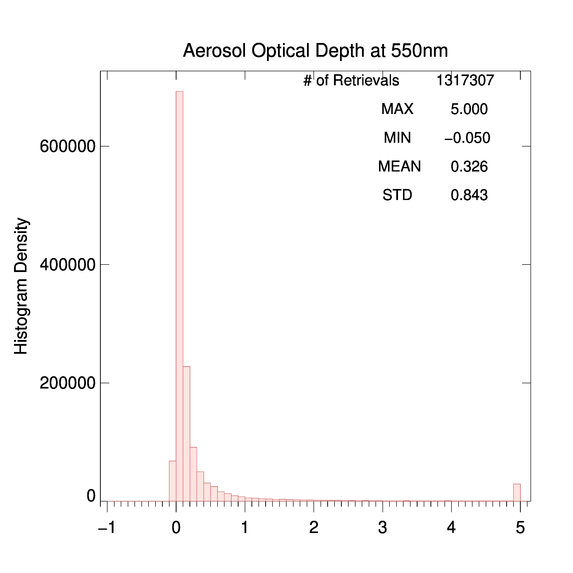 Aerosol Optical Depth at 550nm
# of Retrievals 1317307
MAX 5.000
MIN −0.050
MEAN 0.326
STD 0.843
Histogram Density
600000
400000
200000
0
−1 0 1 2 3 4 5